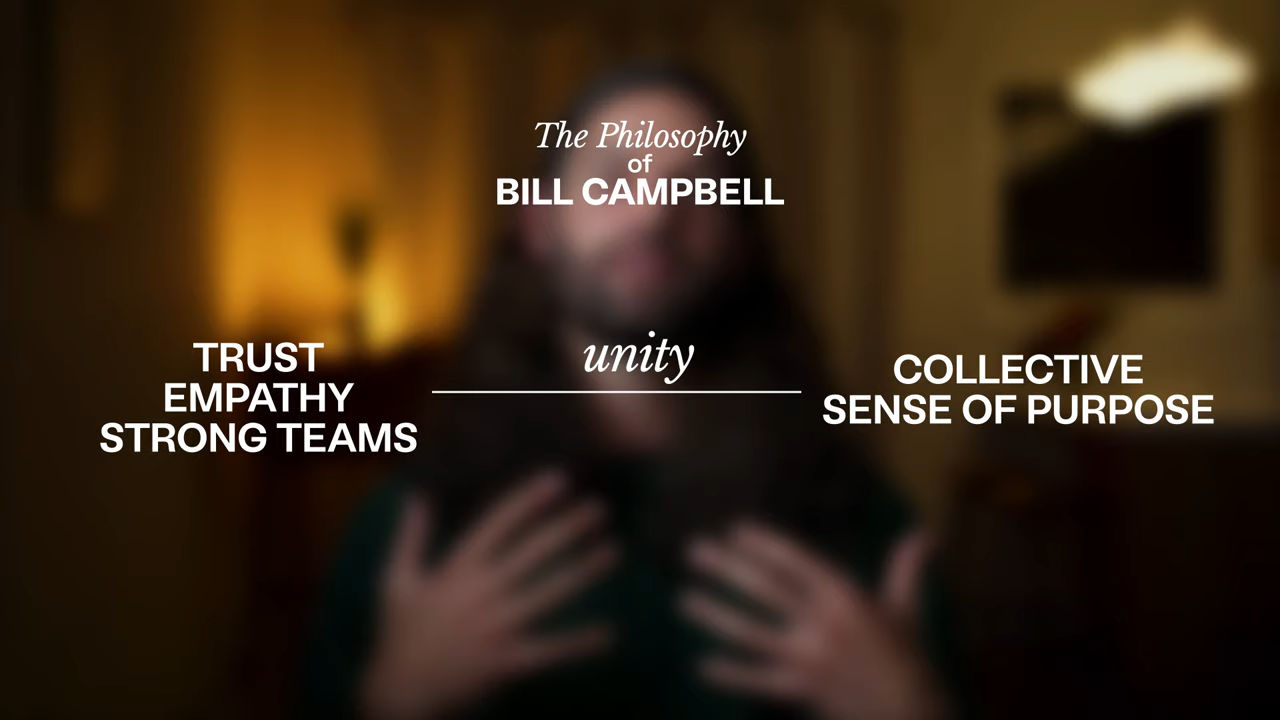 The Philosophy
of
BILL CAMPBELL
TRUST
EMPATHY
STRONG TEAMS
unity
COLLECTIVE
SENSE OF PURPOSE